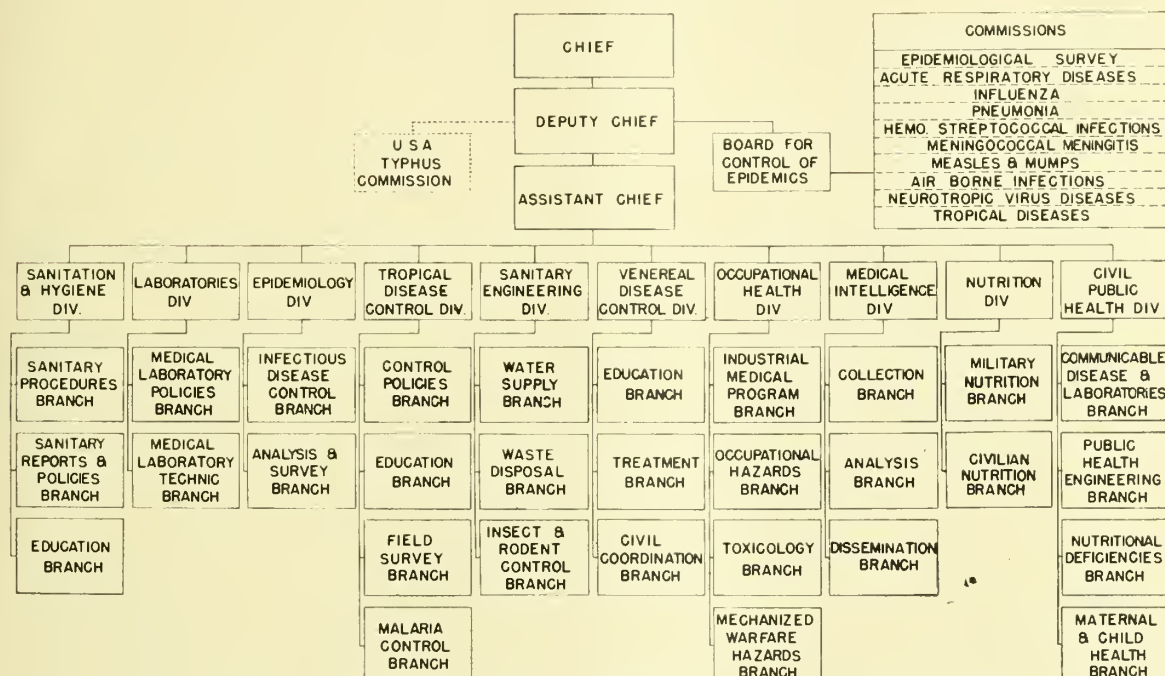 CHIEF
DEPUTY CHIEF
ASSISTANT CHIEF
U S A
TYPHUS
COMMISSION
BOARD FOR
CONTROL OF
EPIDEMICS
COMMISSIONS
EPIDEMIOLOGICAL SURVEY
ACUTE RESPIRATORY DISEASES
INFLUENZA
PNEUMONIA
HEMO. STREPTOCOCCAL INFECTIONS
MENINGOCOCCAL MENINGITIS
MEASLES & MUMPS
AIR BORNE INFECTIONS
NEUROTROPIC VIRUS DISEASES
TROPICAL DISEASES
SANITATION
& HYGIENE
DIV.
SANITARY
PROCEDURES
BRANCH
SANITARY
REPORTS &
POLICIES
BRANCH
EDUCATION
BRANCH
LABORATORIES
DIV
MEDICAL
LABORATORY
POLICIES
BRANCH
MEDICAL
LABORATORY
TECHNIC
BRANCH
EPIDEMIOLOGY
DIV
INFECTIOUS
DISEASE
CONTROL
BRANCH
ANALYSIS &
SURVEY
BRANCH
TROPICAL
DISEASE
CONTROL DIV.
CONTROL
POLICIES
BRANCH
EDUCATION
BRANCH
FIELD
SURVEY
BRANCH
MALARIA
CONTROL
BRANCH
SANITARY
ENGINEERING
DIV.
WATER
SUPPLY
BRANCH
WASTE
DISPOSAL
BRANCH
INSECT &
RODENT
CONTROL
BRANCH
VENEREAL
DISEASE
CONTROL DIV.
EDUCATION
BRANCH
TREATMENT
BRANCH
CIVIL
COORDINATION
BRANCH
OCCUPATIONAL
HEALTH
DIV
INDUSTRIAL
MEDICAL
PROGRAM
BRANCH
OCCUPATIONAL
HAZARDS
BRANCH
TOXICOLOGY
BRANCH
MECHANIZED
WARFARE
HAZARDS
BRANCH
MEDICAL
INTELLIGENCE
DIV
COLLECTION
BRANCH
ANALYSIS
BRANCH
DISSEMINATION
BRANCH
NUTRITION
DIV
MILITARY
NUTRITION
BRANCH
CIVILIAN
NUTRITION
BRANCH
CIVIL
PUBLIC
HEALTH DIV
COMMUNICABLE
DISEASE &
LABORATORIES
BRANCH
PUBLIC
HEALTH
ENGINEERING
BRANCH
NUTRITIONAL
DEFICIENCIES
BRANCH
MATERNAL
& CHILD
HEALTH
BRANCH